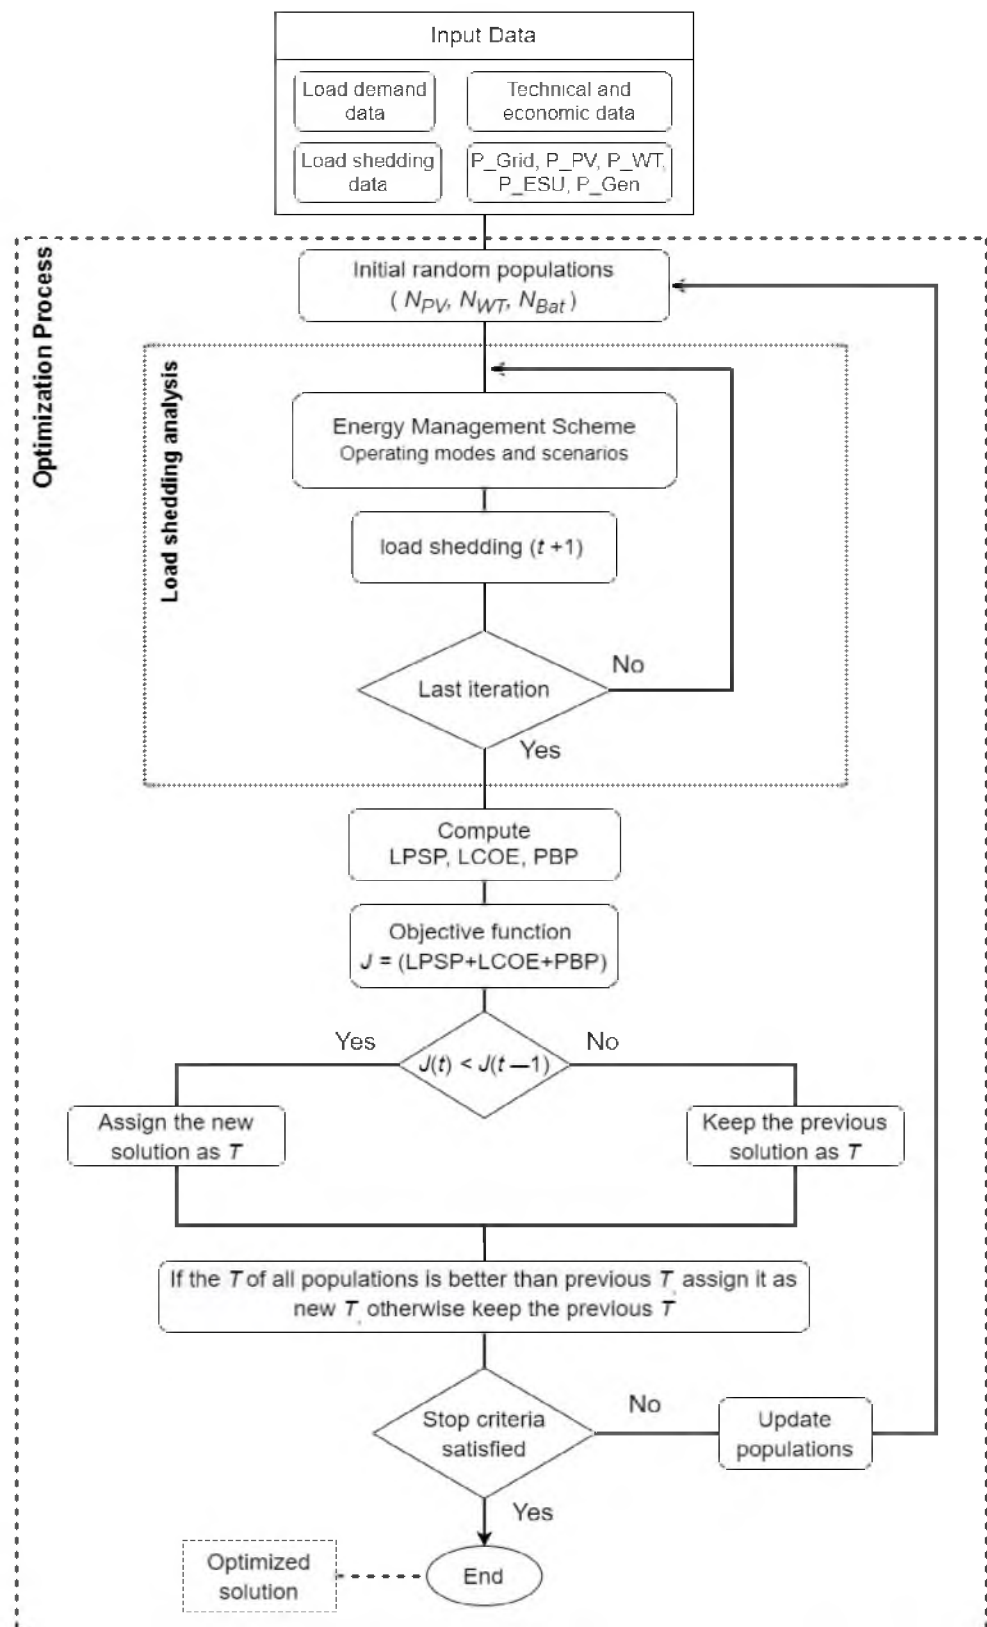 Input Data
Load demand
data
Technical and
economic data
Load shedding
data
P_Grid, P_PV, P_WT,
P_ESU, P_Gen
Optimization Process
Initial random populations
( N_PV, N_WT, N_Bat )
Load shedding analysis
Energy Management Scheme
Operating modes and scenarios
load shedding (t +1)
Last iteration
No
Yes
Compute
LPSP, LCOE, PBP
Objective function
J = (LPSP+LCOE+PBP)
Yes
J(t) < J(t —1)
No
Assign the new
solution as T
Keep the previous
solution as T
If the T of all populations is better than previous T, assign it as
new T, otherwise keep the previous T
Stop criteria
satisfied
No
Update
populations
Yes
Optimized
solution
End